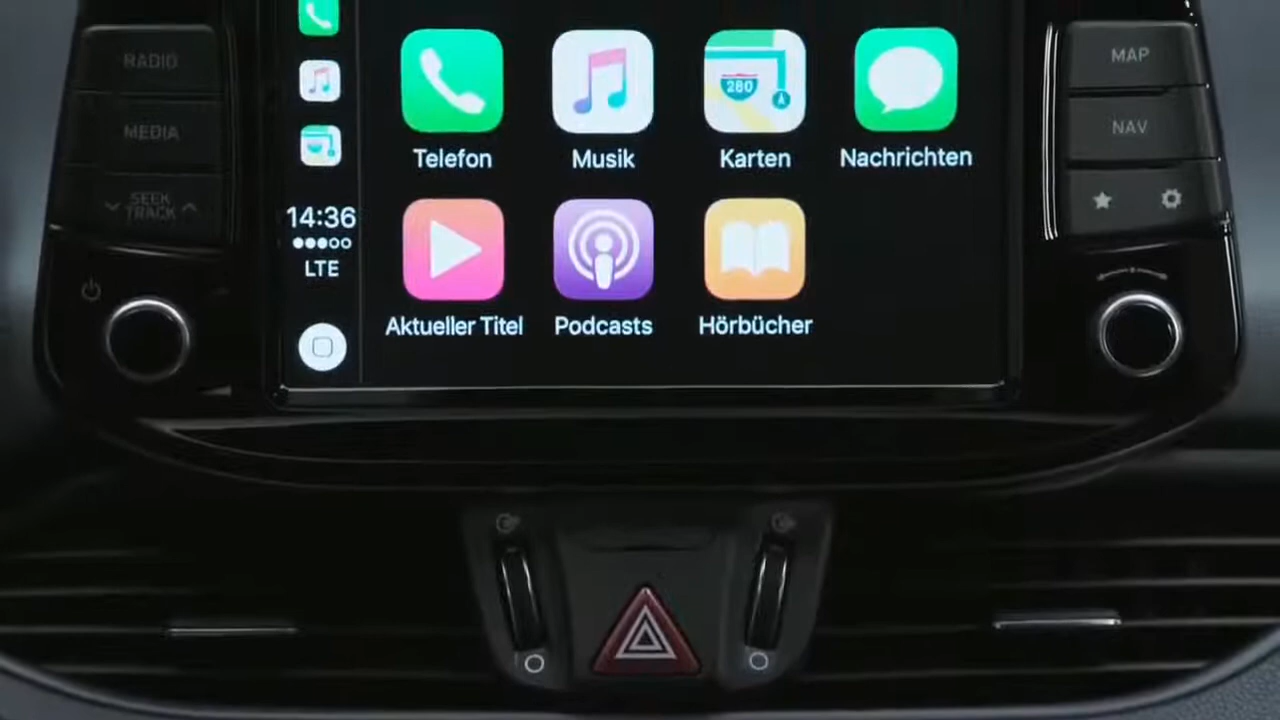 RADIO
MEDIA
SEEK
TRACK
14:36
LTE
Telefon
Musik
280
Karten
Nachrichten
Aktueller Titel
Podcasts
Hörbücher
MAP
NAV